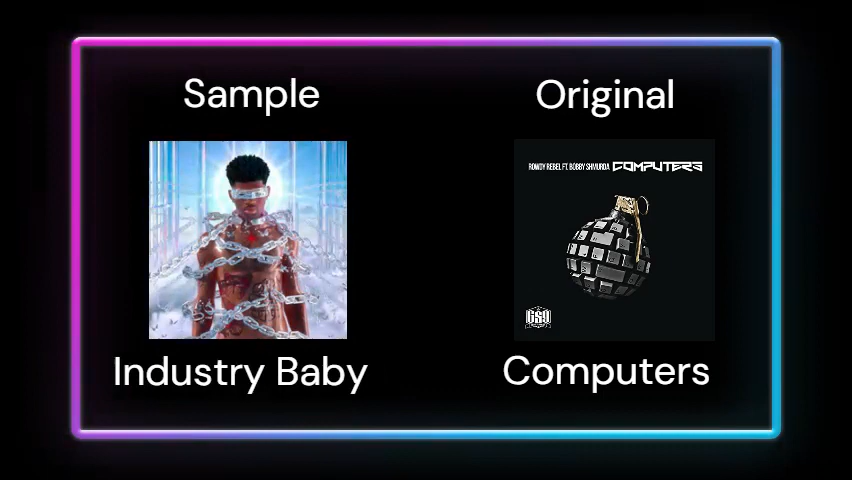 Sample
Original
ROWDY REBEL FT. BOBBY SHMURDA COMPUTERS
GS9
Industry Baby
Computers